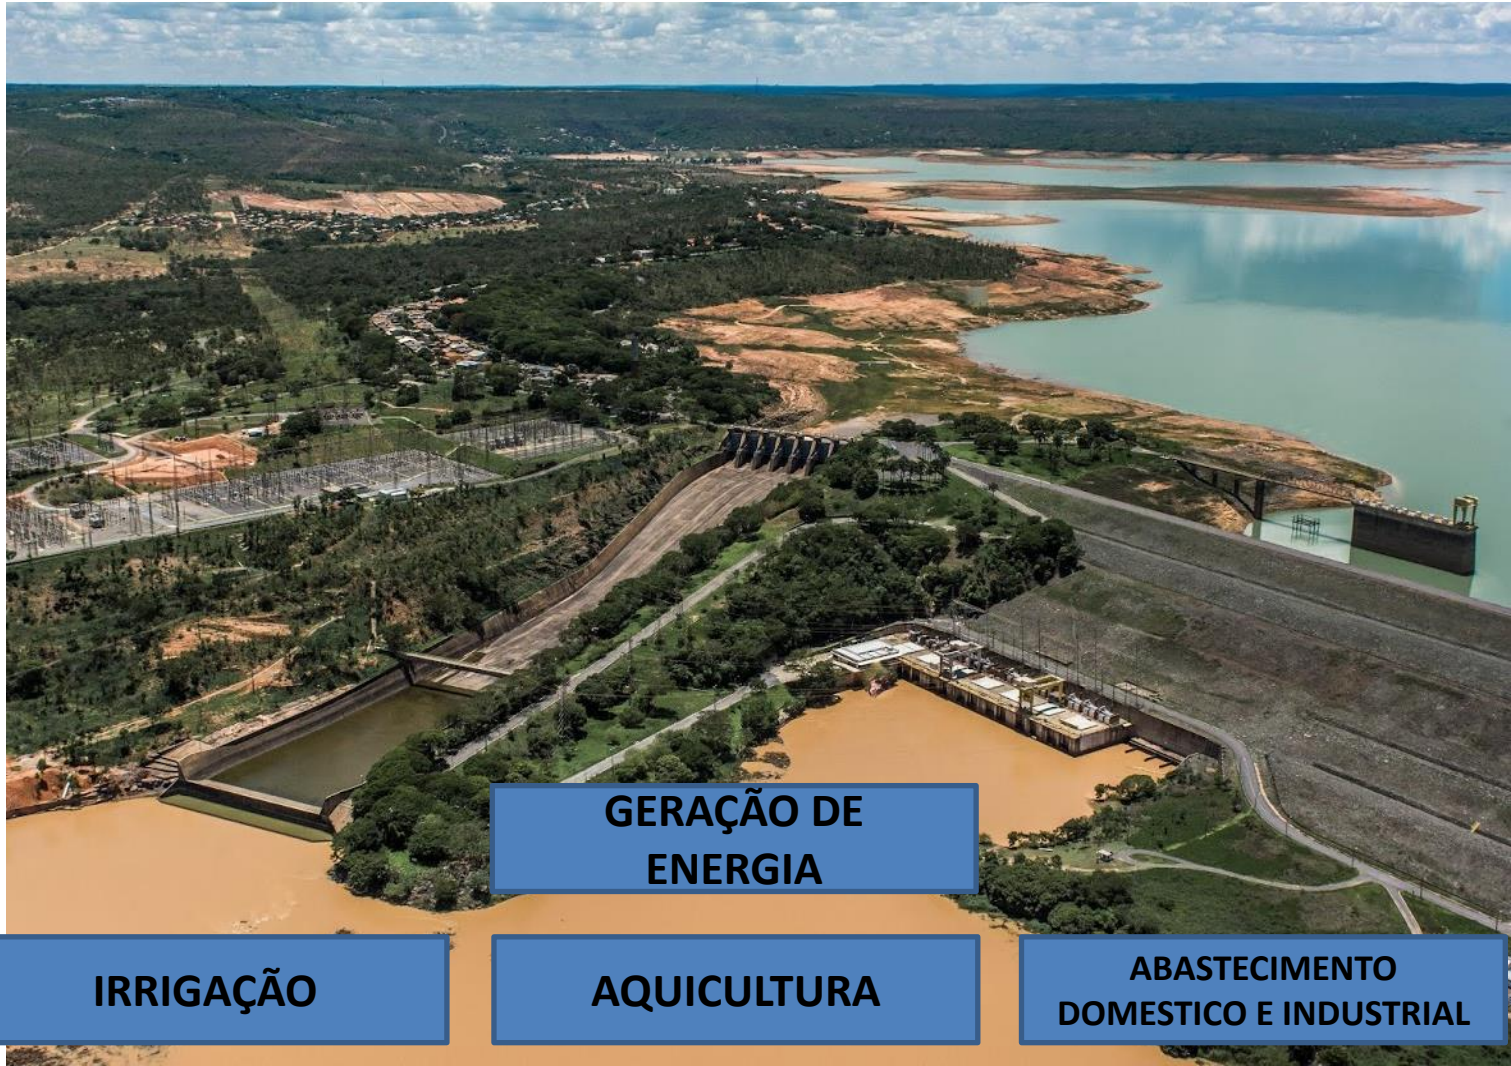 GERAÇÃO DE
ENERGIA
IRRIGAÇÃO
AQUICULTURA
ABASTECIMENTO
DOMESTICO E INDUSTRIAL